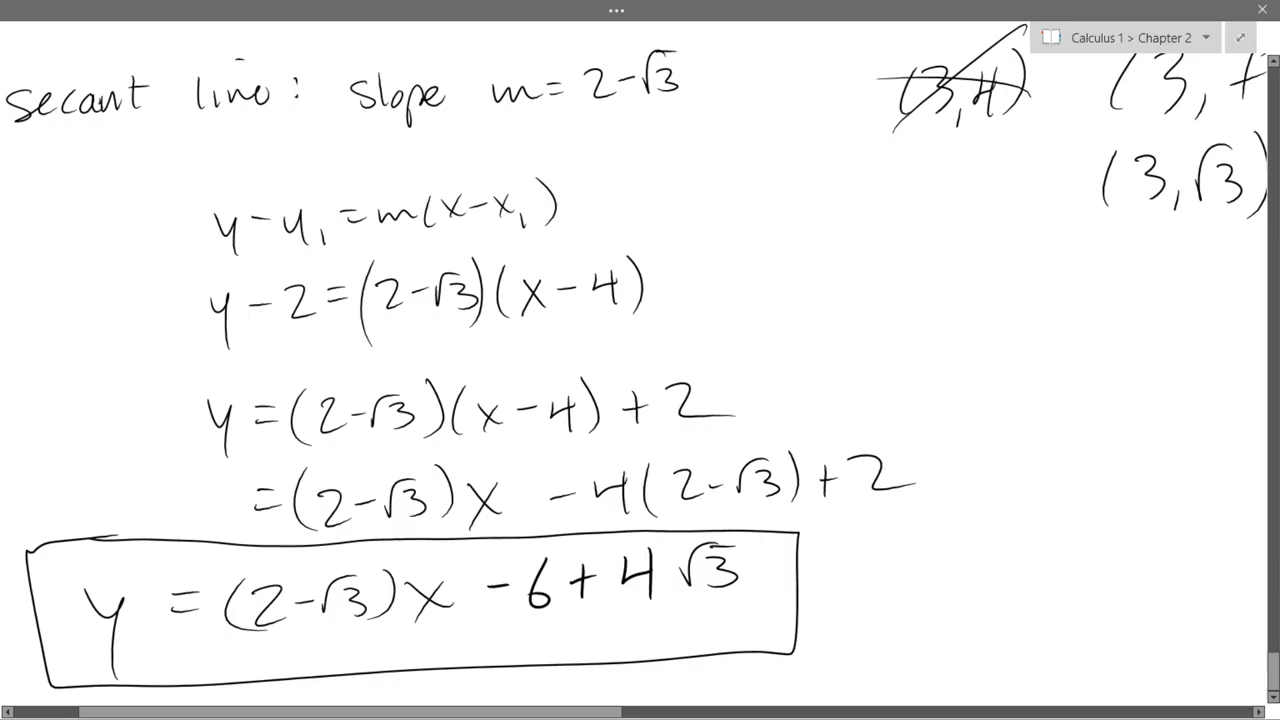 Calculus 1 > Chapter 2
secant line: slope m = 2-√3
(3,4)
(3,
(3,√3)
y - y₁ = m(x-x₁)
y - 2 = (2-√3)(x-4)
y = (2-√3)(x-4) + 2
= (2-√3)x - 4(2-√3) + 2
y = (2-√3)x - 6 + 4√3